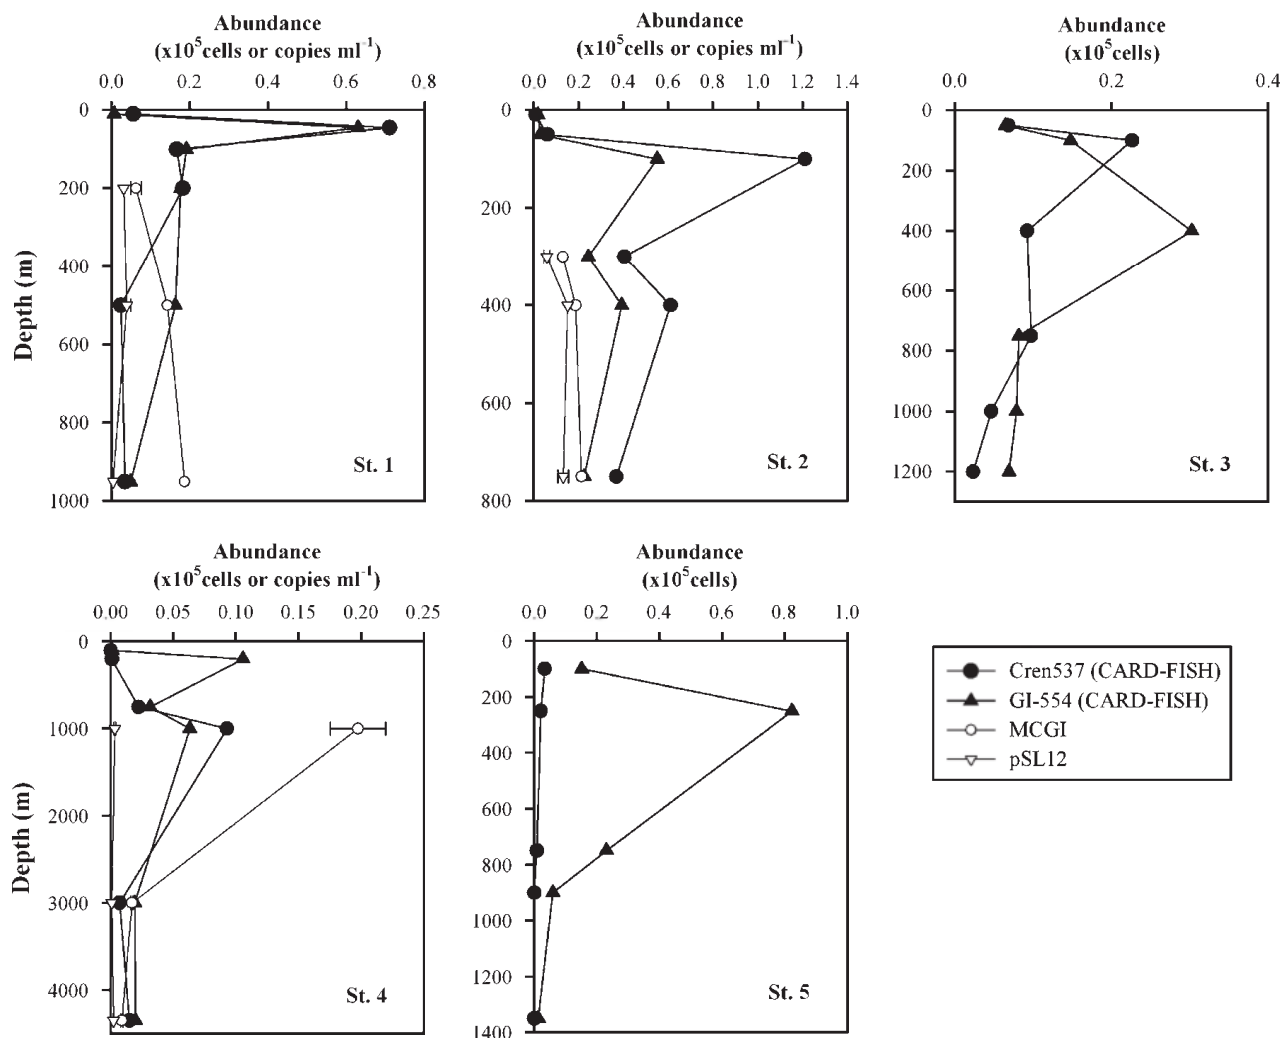 Abundance
(x10⁵cells or copies ml⁻¹)
0.0 0.2 0.4 0.6 0.8
0
200
400
600
800
1000
Depth (m)
St. 1
Abundance
(x10⁵cells or copies ml⁻¹)
0.0 0.2 0.4 0.6 0.8 1.0 1.2 1.4
0
200
400
600
800
St. 2
Abundance
(x10⁵cells)
0.0 0.2 0.4
0
200
400
600
800
1000
1200
St. 3
Abundance
(x10⁵cells or copies ml⁻¹)
0.00 0.05 0.10 0.15 0.20 0.25
0
1000
2000
3000
4000
Depth (m)
St. 4
Abundance
(x10⁵cells)
0.0 0.2 0.4 0.6 0.8 1.0
0
200
400
600
800
1000
1200
1400
St. 5
Cren537 (CARD-FISH)
GI-554 (CARD-FISH)
MCGI
pSL12